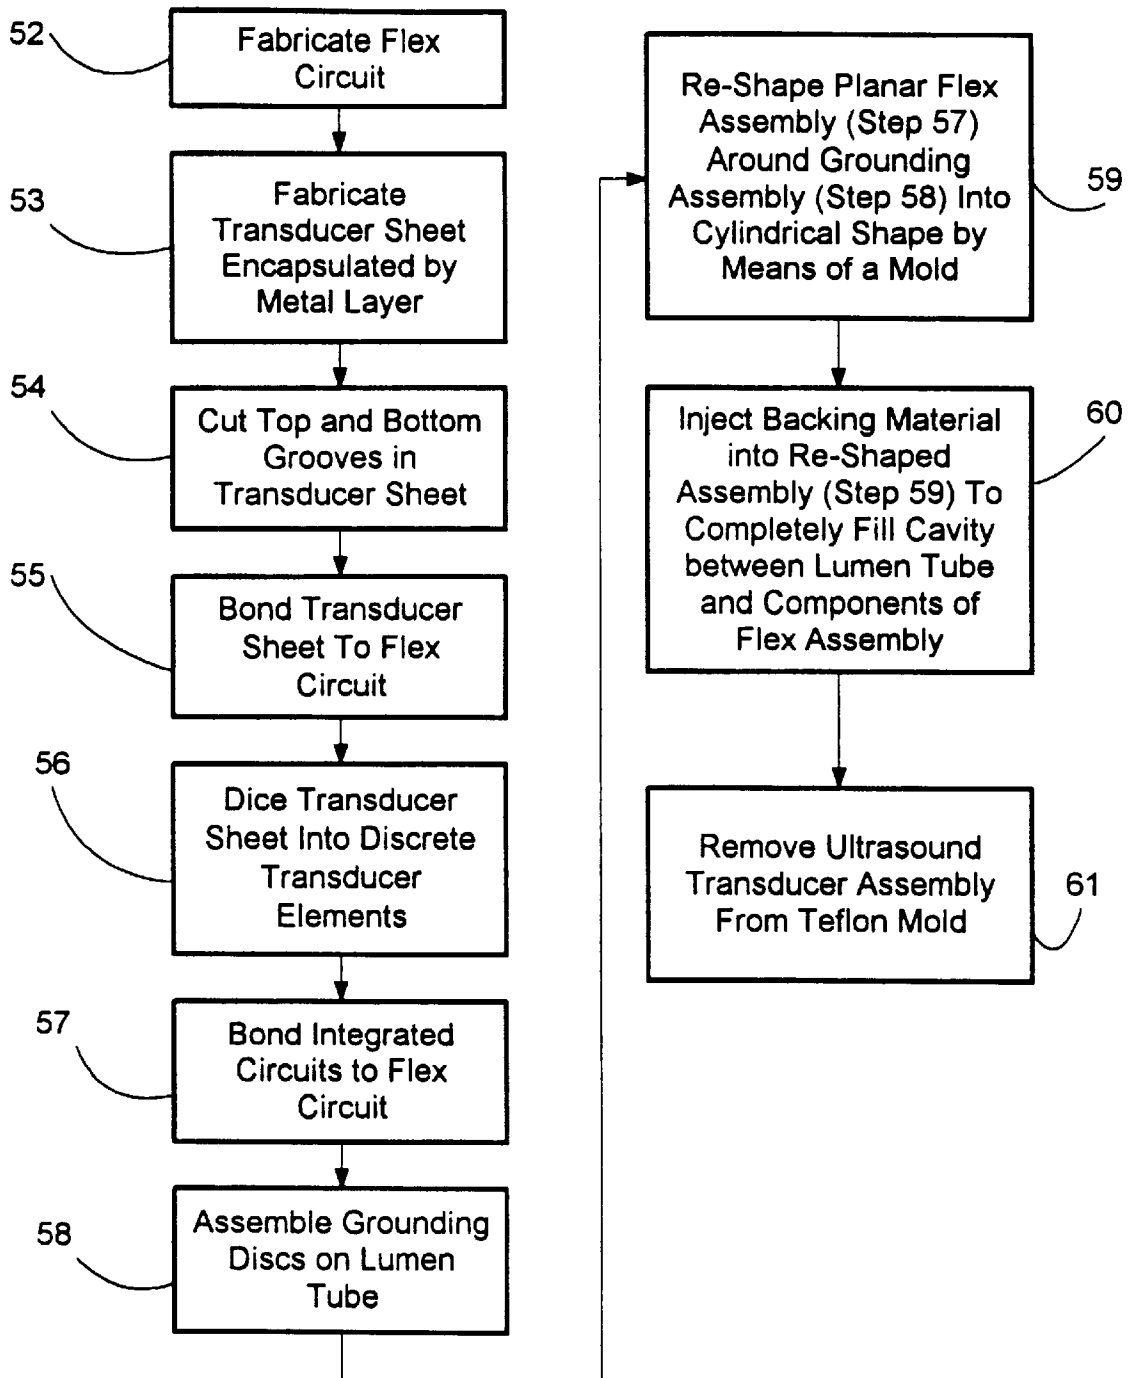 52
Fabricate Flex
Circuit
53
Fabricate
Transducer Sheet
Encapsulated by
Metal Layer
54
Cut Top and Bottom
Grooves in
Transducer Sheet
55
Bond Transducer
Sheet To Flex
Circuit
56
Dice Transducer
Sheet Into Discrete
Transducer
Elements
57
Bond Integrated
Circuits to Flex
Circuit
58
Assemble Grounding
Discs on Lumen
Tube
Re-Shape Planar Flex
Assembly (Step 57)
Around Grounding
Assembly (Step 58) Into
Cylindrical Shape by
Means of a Mold
59
Inject Backing Material
into Re-Shaped
Assembly (Step 59) To
Completely Fill Cavity
between Lumen Tube
and Components of
Flex Assembly
60
Remove Ultrasound
Transducer Assembly
From Teflon Mold
61